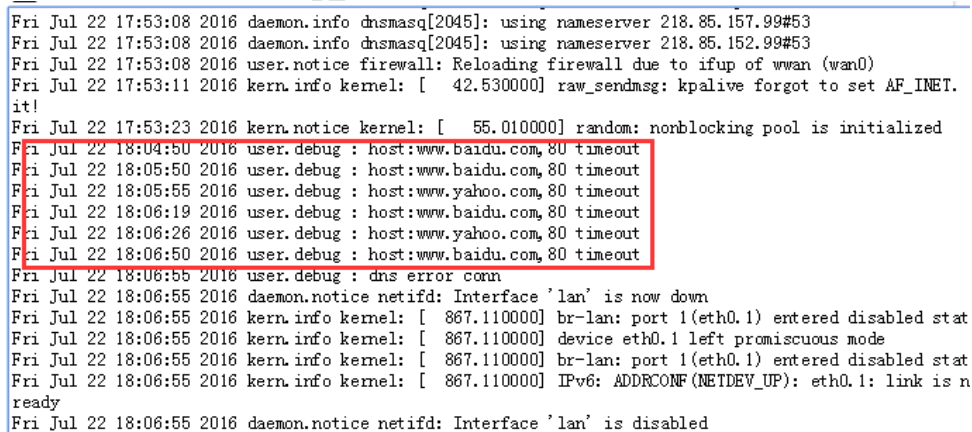 Fri Jul 22 17:53:08 2016 daemon.info dnsmasq[2045]: using nameserver 218.85.157.99#53
Fri Jul 22 17:53:08 2016 daemon.info dnsmasq[2045]: using nameserver 218.85.152.99#53
Fri Jul 22 17:53:08 2016 user.notice firewall: Reloading firewall due to ifup of wwan (wan0)
Fri Jul 22 17:53:11 2016 kern.info kernel: [   42.530000] raw_sendmsg: kpalive forgot to set AF_INET.
it!
Fri Jul 22 17:53:23 2016 kern.notice kernel: [   55.010000] random: nonblocking pool is initialized
Fri Jul 22 18:04:50 2016 user.debug : host:www.baidu.com,80 timeout
Fri Jul 22 18:05:50 2016 user.debug : host:www.baidu.com,80 timeout
Fri Jul 22 18:05:55 2016 user.debug : host:www.yahoo.com,80 timeout
Fri Jul 22 18:06:19 2016 user.debug : host:www.baidu.com,80 timeout
Fri Jul 22 18:06:26 2016 user.debug : host:www.yahoo.com,80 timeout
Fri Jul 22 18:06:50 2016 user.debug : host:www.baidu.com,80 timeout
Fri Jul 22 18:06:55 2016 user.debug : dns error conn
Fri Jul 22 18:06:55 2016 daemon.notice netifd: Interface 'lan' is now down
Fri Jul 22 18:06:55 2016 kern.info kernel: [  867.110000] br-lan: port 1(eth0.1) entered disabled stat
Fri Jul 22 18:06:55 2016 kern.info kernel: [  867.110000] device eth0.1 left promiscuous mode
Fri Jul 22 18:06:55 2016 kern.info kernel: [  867.110000] br-lan: port 1(eth0.1) entered disabled stat
Fri Jul 22 18:06:55 2016 kern.info kernel: [  867.110000] IPv6: ADDRCONF(NETDEV_UP): eth0.1: link is n
ready
Fri Jul 22 18:06:55 2016 daemon.notice netifd: Interface 'lan' is disabled